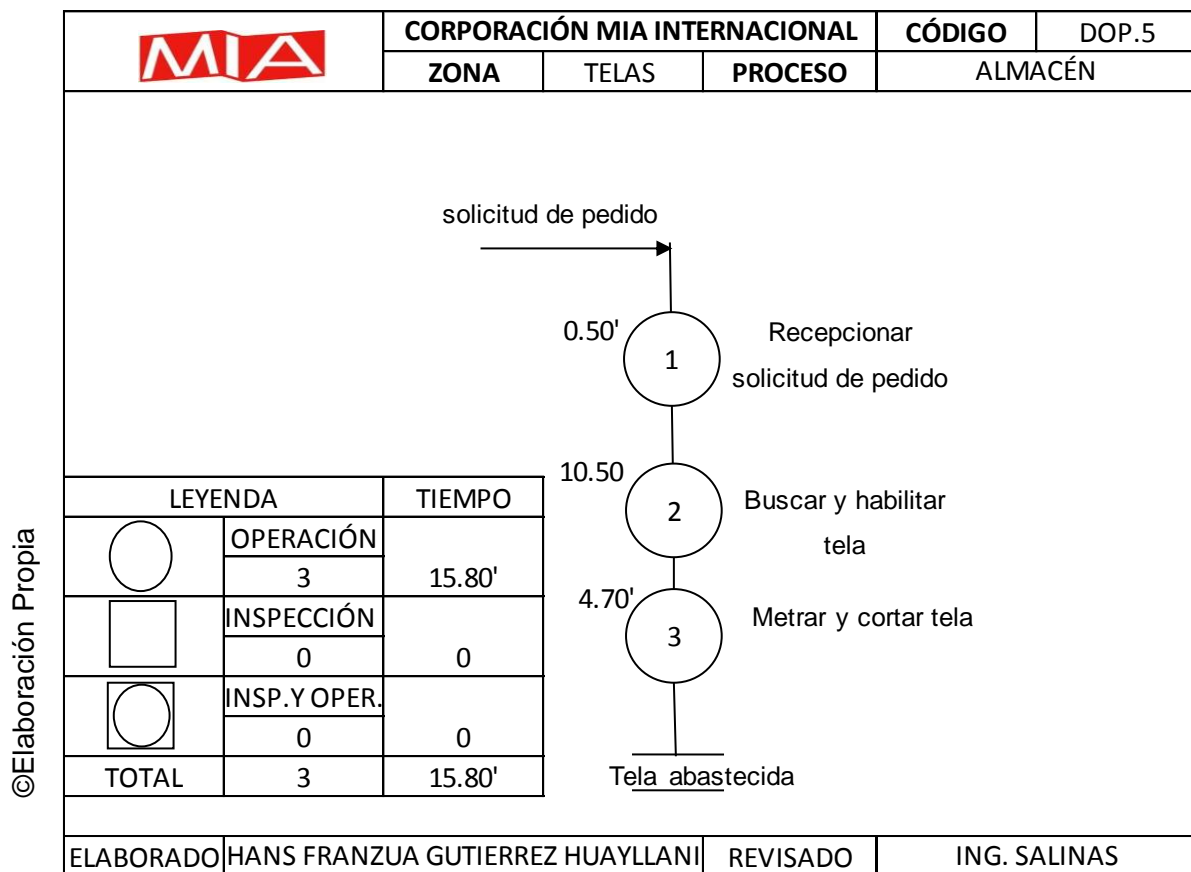 MIA
CORPORACIÓN MIA INTERNACIONAL
CÓDIGO
DOP.5
ZONA
TELAS
PROCESO
ALMACÉN
solicitud de pedido
0.50'
1
Recepcionar
solicitud de pedido
10.50
2
Buscar y habilitar
tela
4.70'
3
Metrar y cortar tela
Tela abastecida
LEYENDA
TIEMPO
OPERACIÓN
3
15.80'
INSPECCIÓN
0
0
INSP.Y OPER.
0
0
TOTAL
3
15.80'
ELABORADO
HANS FRANZUA GUTIERREZ HUAYLLANI
REVISADO
ING. SALINAS
©Elaboración Propia